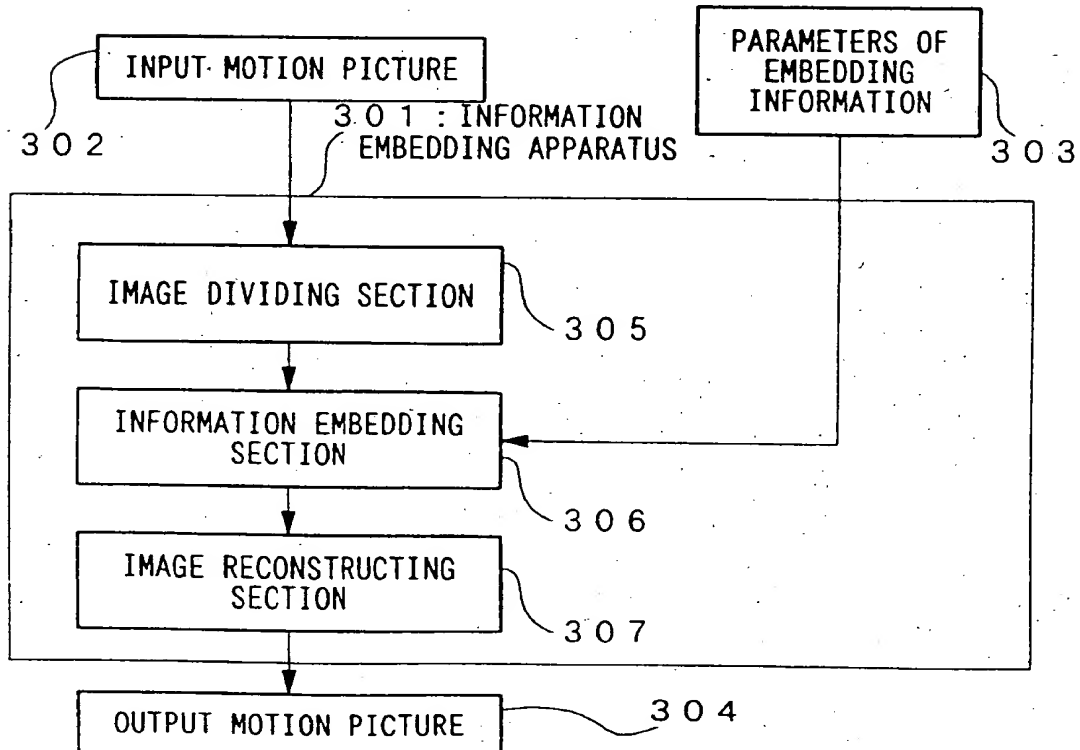 PARAMETERS OF
EMBEDDING
INFORMATION
303
INPUT MOTION PICTURE
302
301 : INFORMATION
EMBEDDING APPARATUS
IMAGE DIVIDING SECTION
305
INFORMATION EMBEDDING
SECTION
306
IMAGE RECONSTRUCTING
SECTION
307
OUTPUT MOTION PICTURE
304